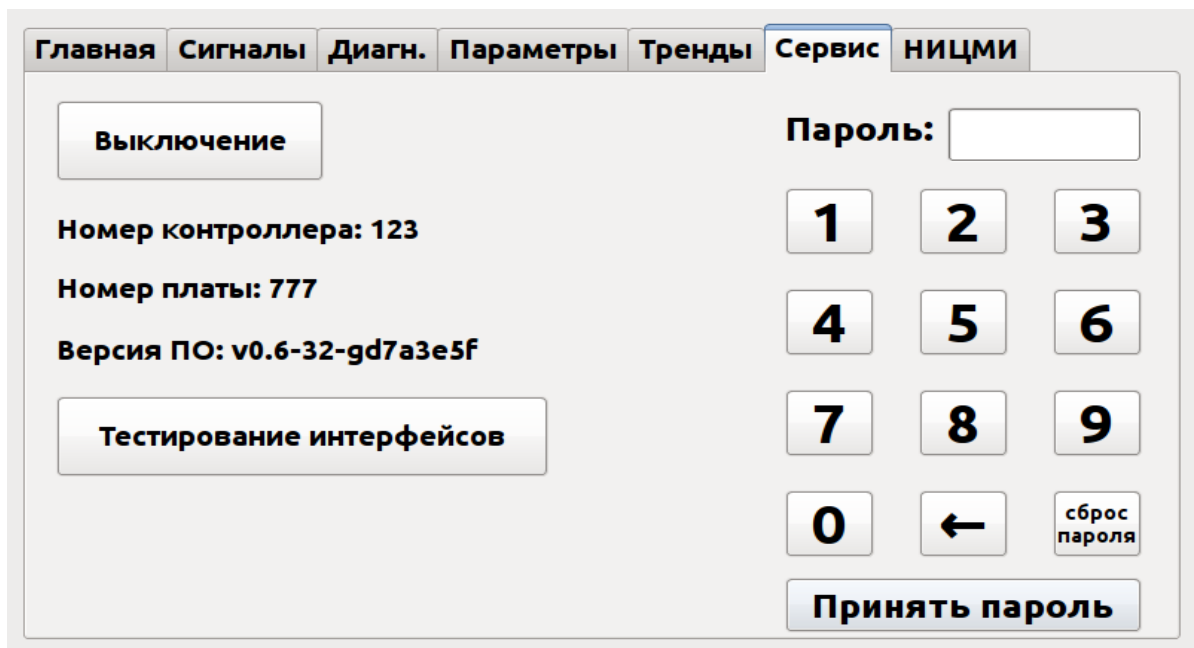 Главная Сигналы Диагн. Параметры Тренды Сервис НИЦМИ
Выключение
Номер контроллера: 123
Номер платы: 777
Версия ПО: v0.6-32-gd7a3e5f
Тестирование интерфейсов
Пароль:
1 2 3
4 5 6
7 8 9
0 ← сброс
пароля
Принять пароль